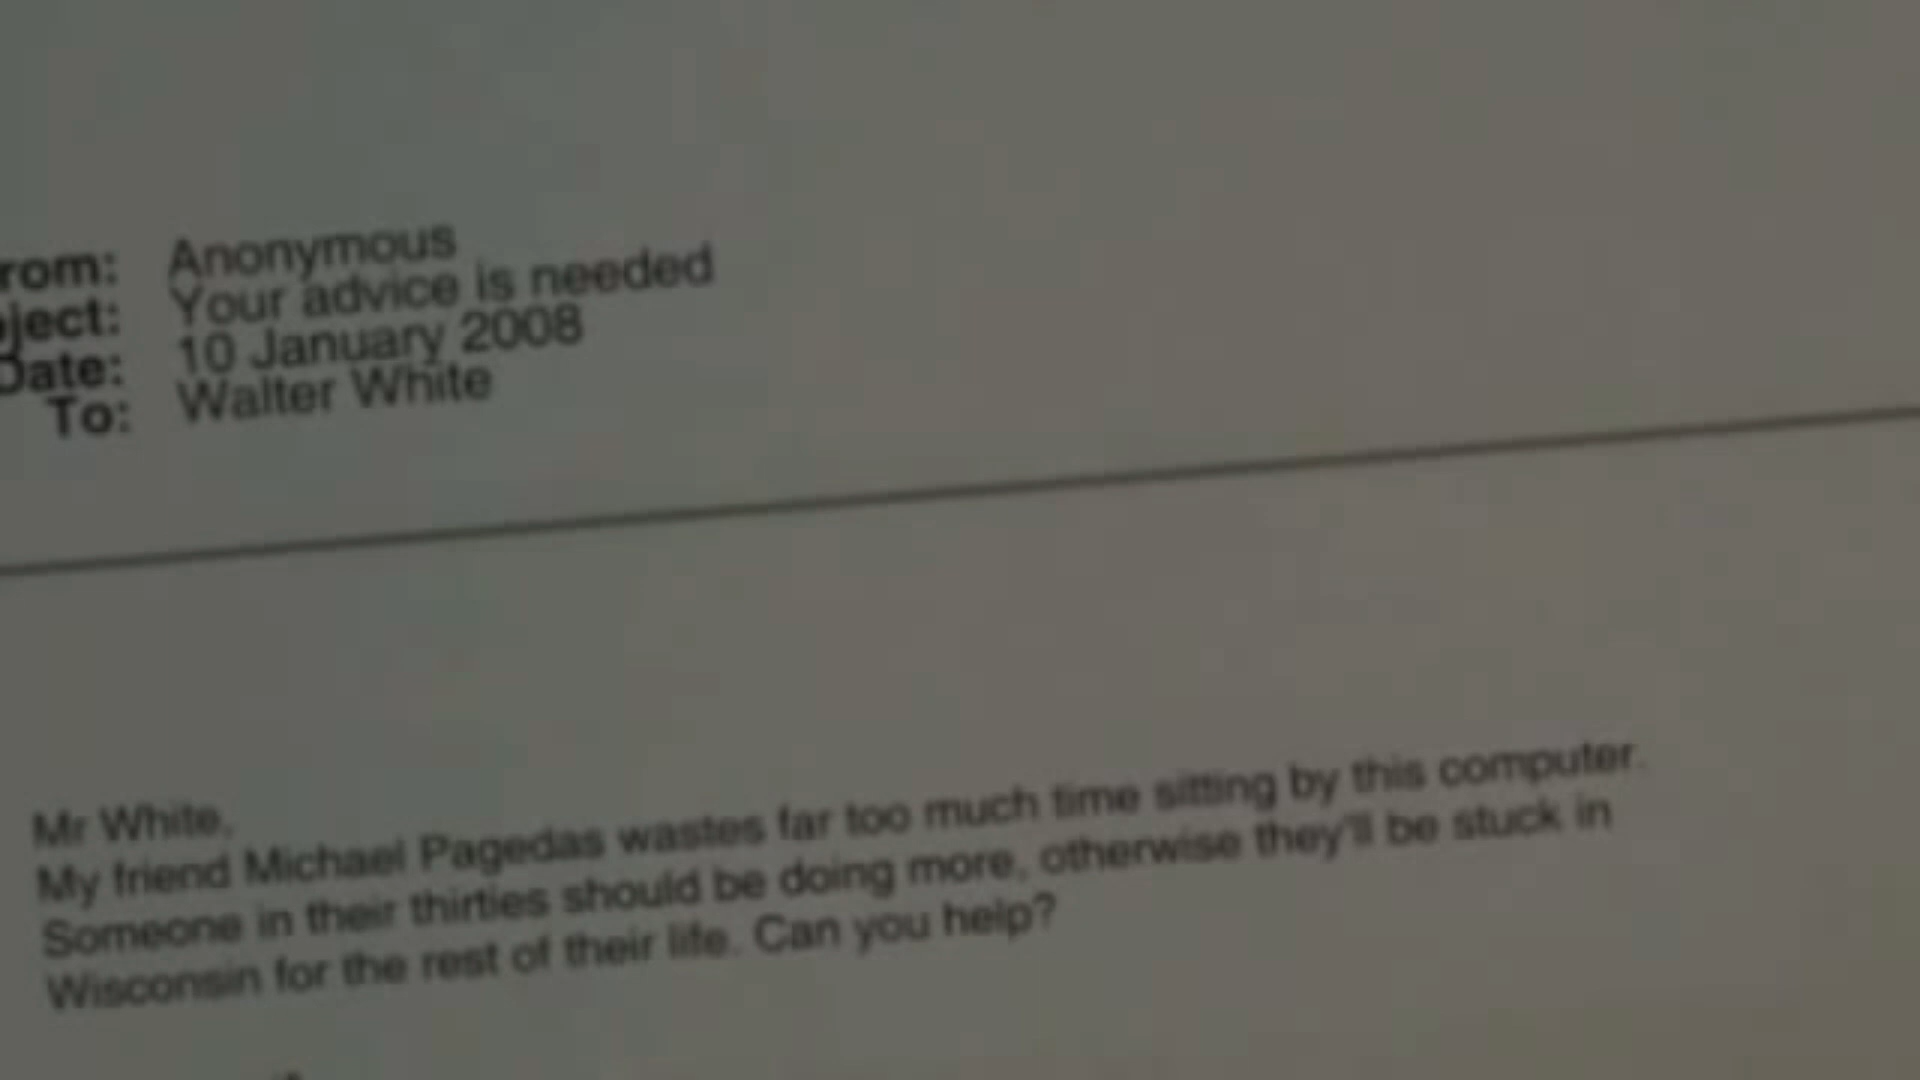 rom: Anonymous
ject: Your advice is needed
Date: 10 January 2008
To: Walter White
Mr White,
My friend Michael Pagedas wastes far too much time sitting by this computer.
Someone in their thirties should be doing more, otherwise they'll be stuck in
Wisconsin for the rest of their life. Can you help?